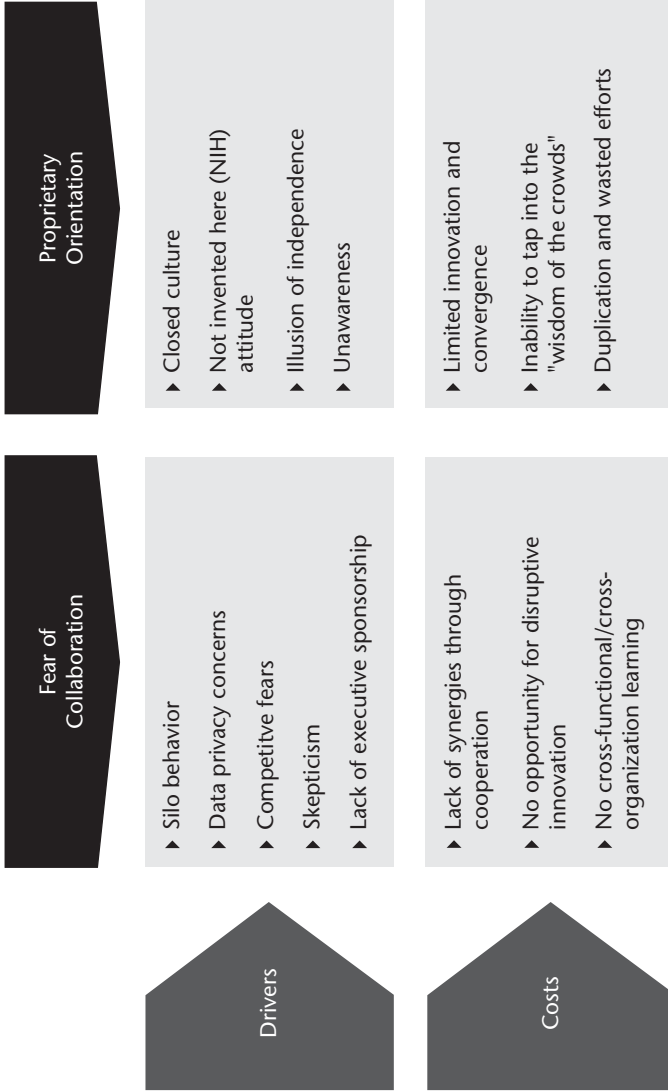 Fear of
Collaboration
Proprietary
Orientation
Drivers
Silo behavior
Data privacy concerns
Competitive fears
Skepticism
Lack of executive sponsorship
Closed culture
Not invented here (NIH)
attitude
Illusion of independence
Unawareness
Costs
Lack of synergies through
cooperation
No opportunity for disruptive
innovation
No cross-functional/cross-
organization learning
Limited innovation and
convergence
Inability to tap into the
"wisdom of the crowds"
Duplication and wasted efforts